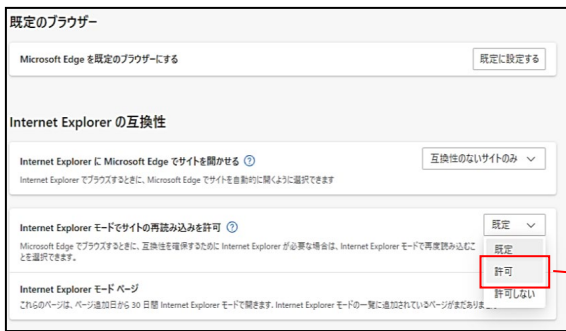 既定のブラウザー
Microsoft Edge を既定のブラウザーにする
既定に設定する
Internet Explorer の互換性
Internet Explorer に Microsoft Edge でサイトを開かせる ?
互換性のないサイトのみ
Internet Explorer でブラウズするときに、Microsoft Edge でサイトを自動的に開くように選択できます
Internet Explorer モードでサイトの再読み込みを許可 ?
既定
Microsoft Edge でブラウズするときに、互換性を確保するために Internet Explorer が必要な場合は、Internet Explorer モードで再度読み込むこ
とを選択できます。
既定
許可
許可しない
Internet Explorer モード ページ
これらのページは、ページ追加日から 30 日間 Internet Explorer モードで開きます. Internet Explorer モードの一覧に追加されているページがまだありま